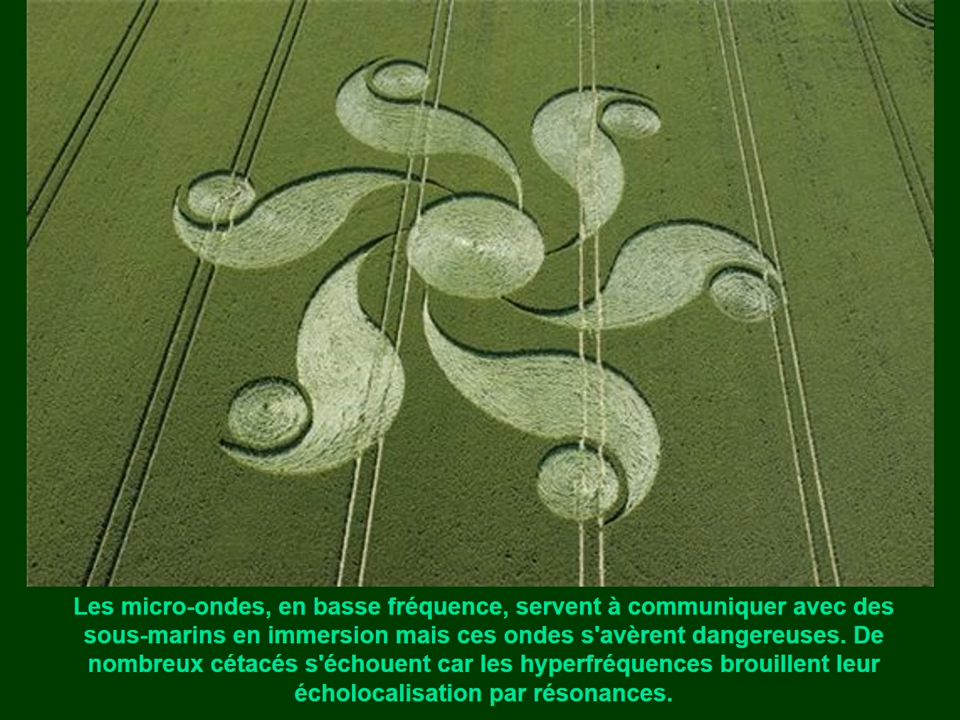 Les micro-ondes, en basse fréquence, servent à communiquer avec des
sous-marins en immersion mais ces ondes s'avèrent dangereuses. De
nombreux cétacés s'échouent car les hyperfréquences brouillent leur
écholocalisation par résonances.